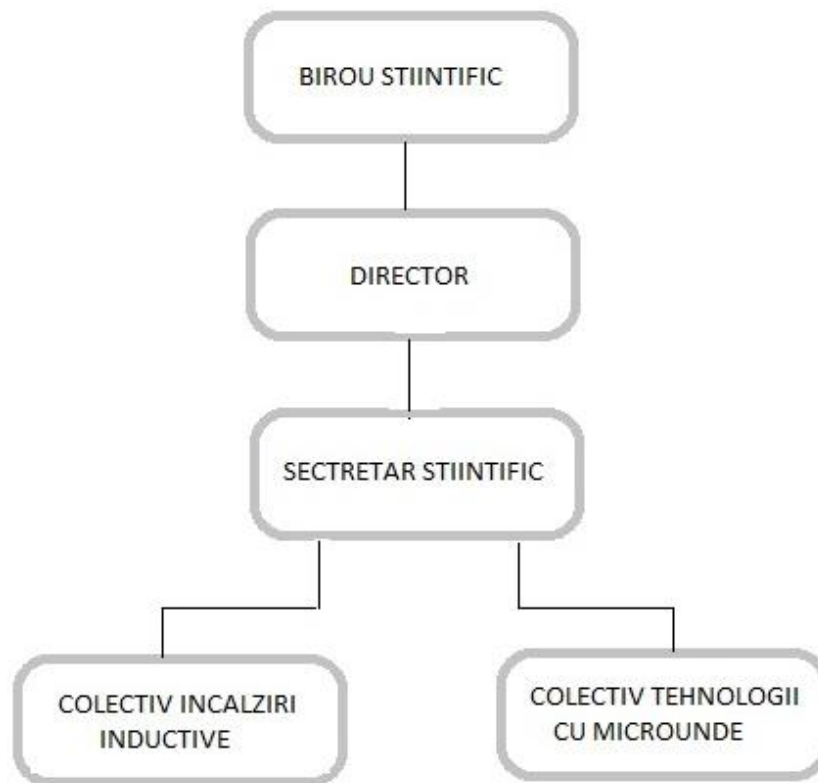 BIROU STIINTIFIC
DIRECTOR
SECTRETAR STIINTIFIC
COLECTIV INCALZIRI
INDUCTIVE
COLECTIV TEHNOLOGII
CU MICROUNDE